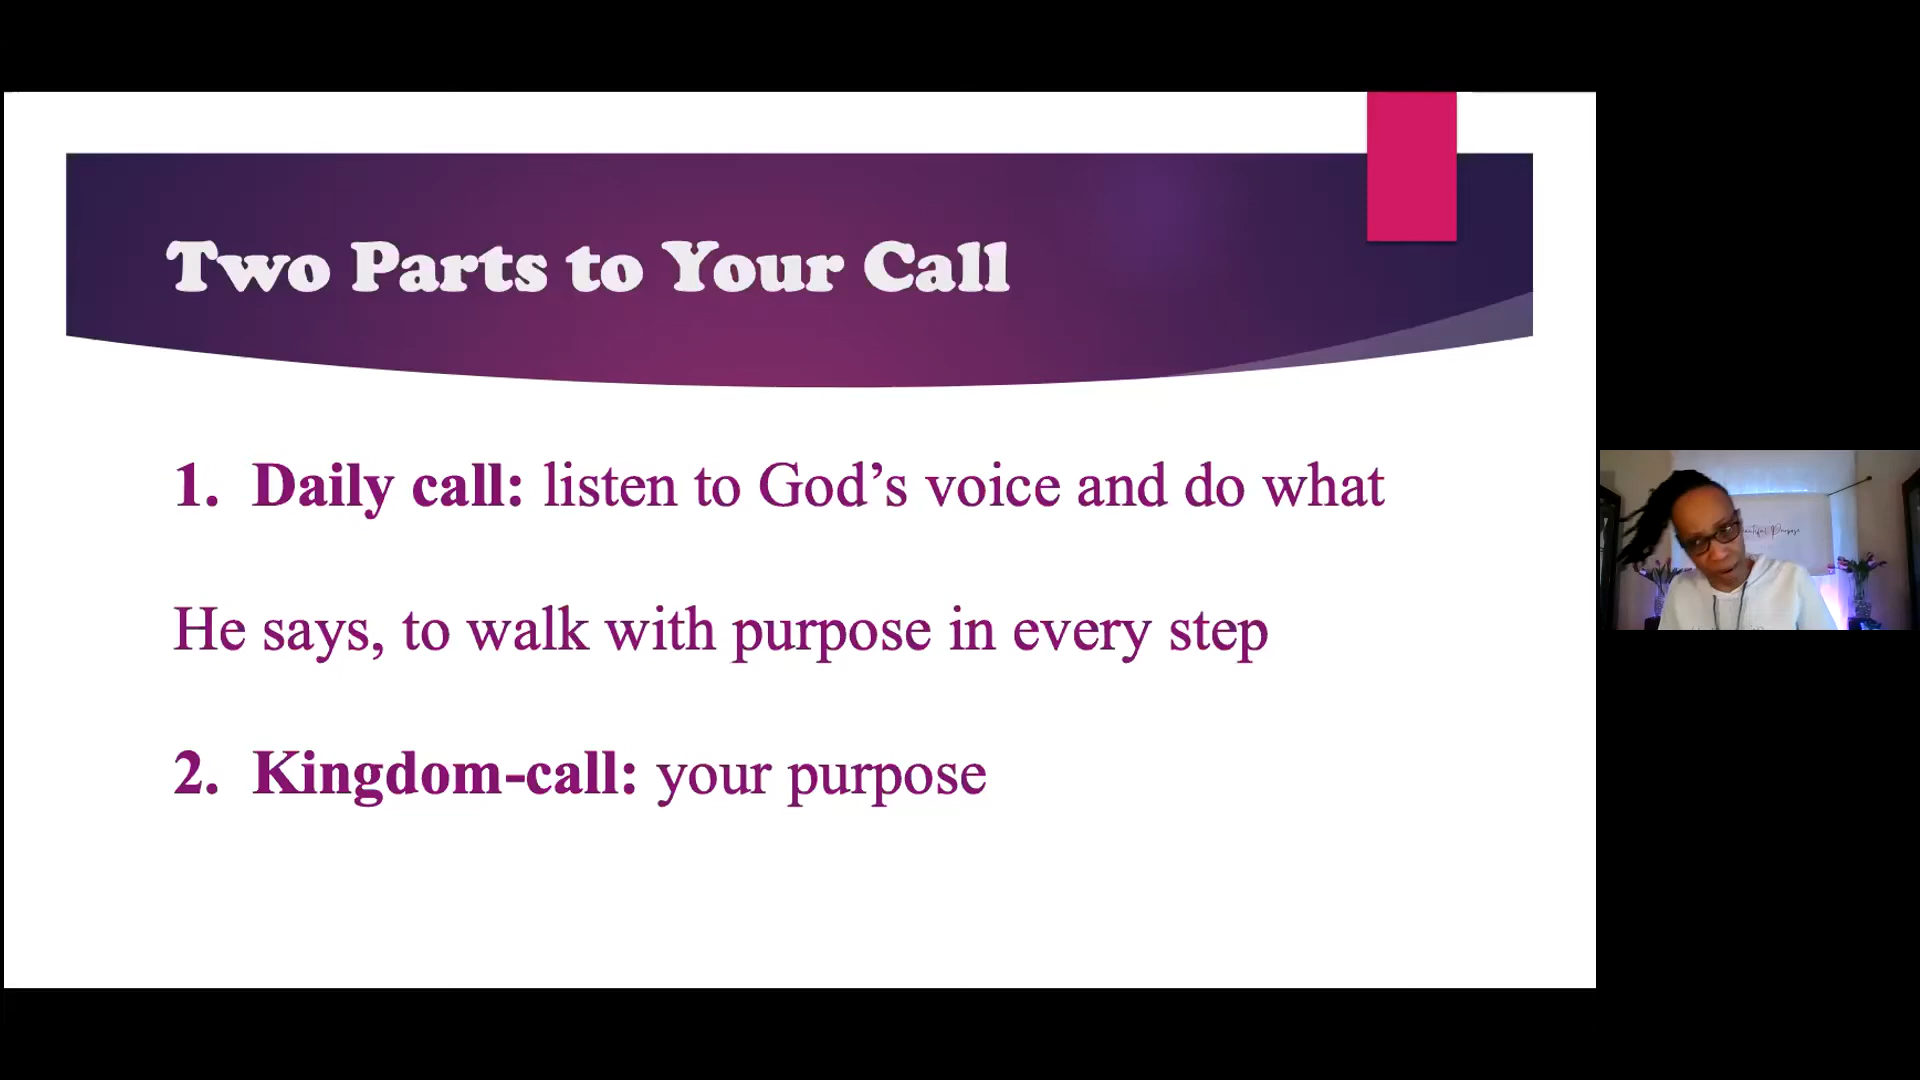 Two Parts to Your Call
1. Daily call: listen to God’s voice and do what
He says, to walk with purpose in every step
2. Kingdom-call: your purpose
Purpose